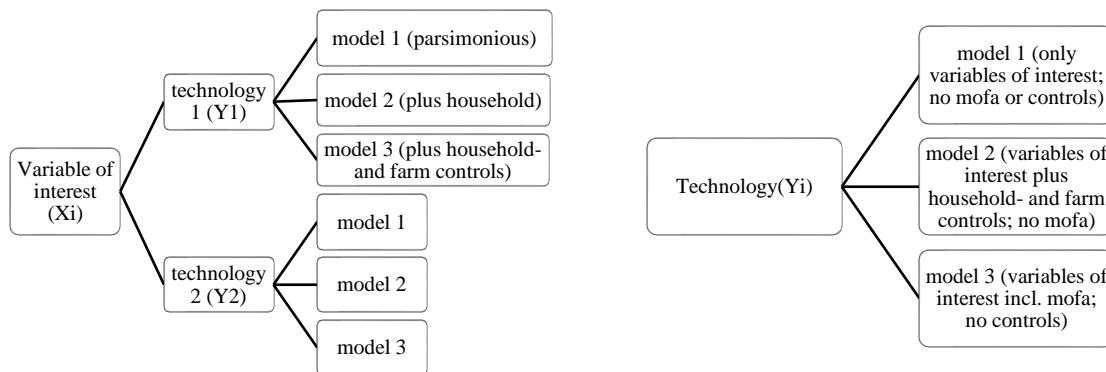 Variable of
interest
(Xi)
technology
1 (Y1)
model 1 (parsimonious)
model 2 (plus household)
model 3 (plus household-
and farm controls)
technology
2 (Y2)
model 1
model 2
model 3
Technology(Yi)
model 1 (only
variables of interest;
no mofa or controls)
model 2 (variables of
interest plus
household- and farm
controls; no mofa)
model 3 (variables of
interest incl. mofa;
no controls)